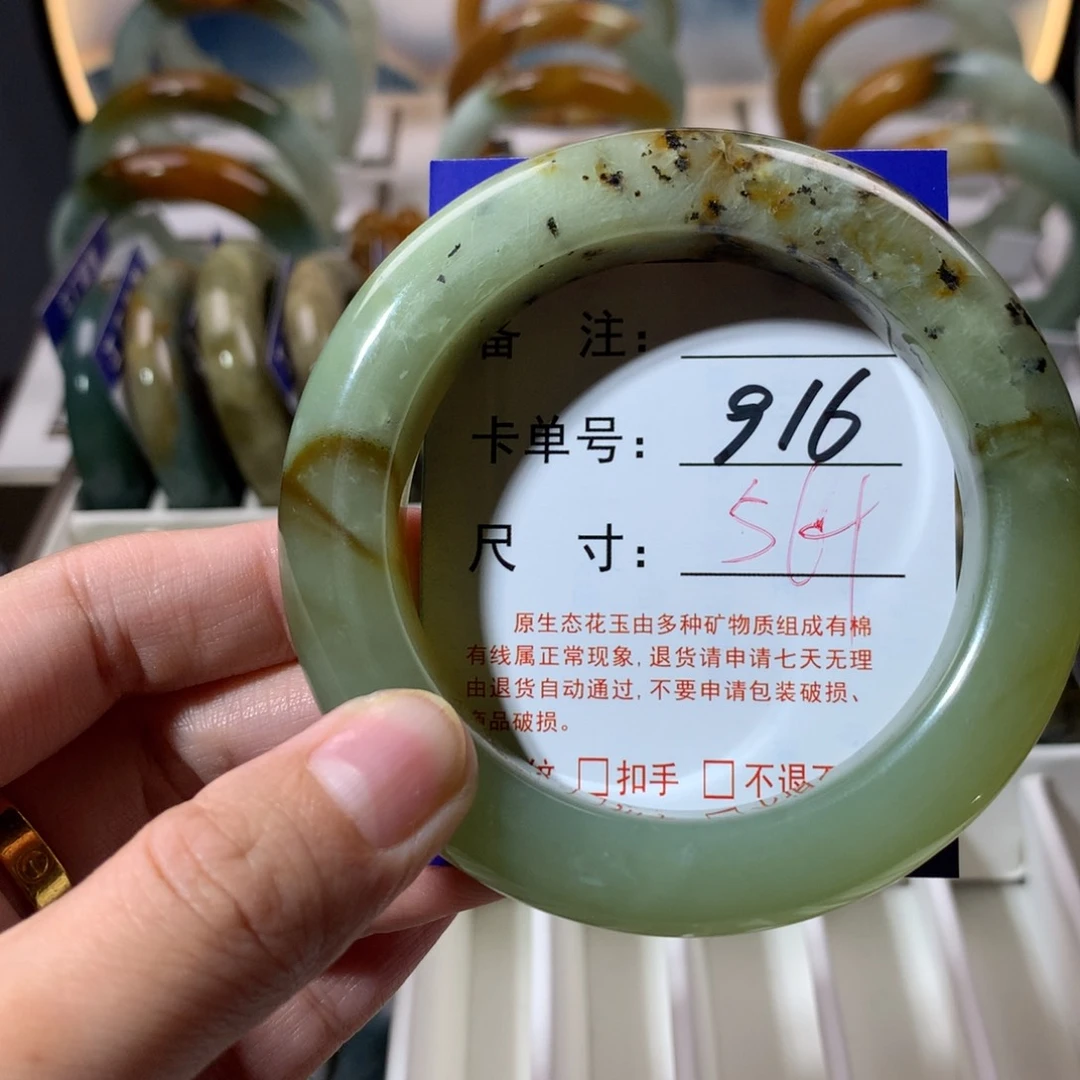 备 注：
卡单号： 916
尺 寸：
原生态花玉由多种矿物质组成有棉
有线属正常现象，退货请申请七天无理
由退货自动通过，不要申请包装破损、
商品破损。
纹 □扣手 □不退不